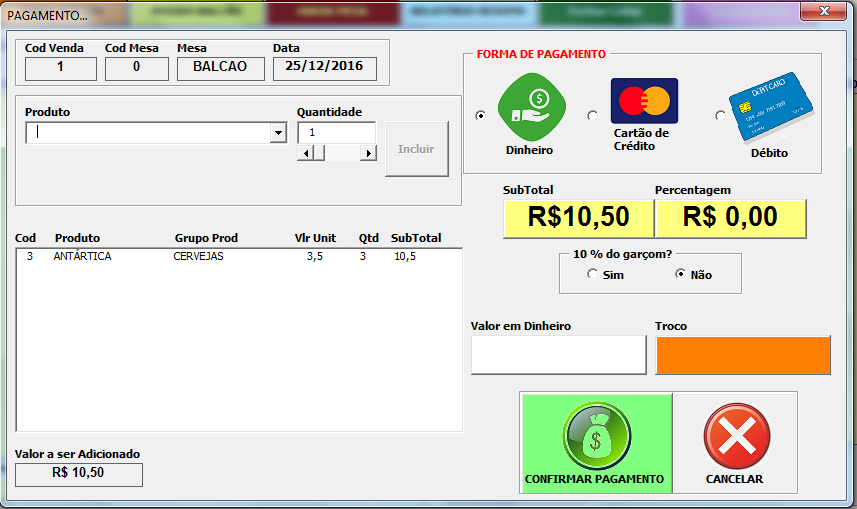 PAGAMENTO...
Cod Venda Cod Mesa Mesa Data
1 0 BALCAO 25/12/2016
FORMA DE PAGAMENTO
Dinheiro
Cartão de
Crédito
DEBIT CARD
Débito
Produto Quantidade
1
Incluir
SubTotal Percentagem
R$10,50 R$ 0,00
10 % do garçom?
Sim Não
Cod Produto Grupo Prod Vlr Unit Qtd SubTotal
3 ANTÁRTICA CERVEJAS 3,5 3 10,5
Valor em Dinheiro Troco
$
CONFIRMAR PAGAMENTO CANCELAR
Valor a ser Adicionado
R$ 10,50